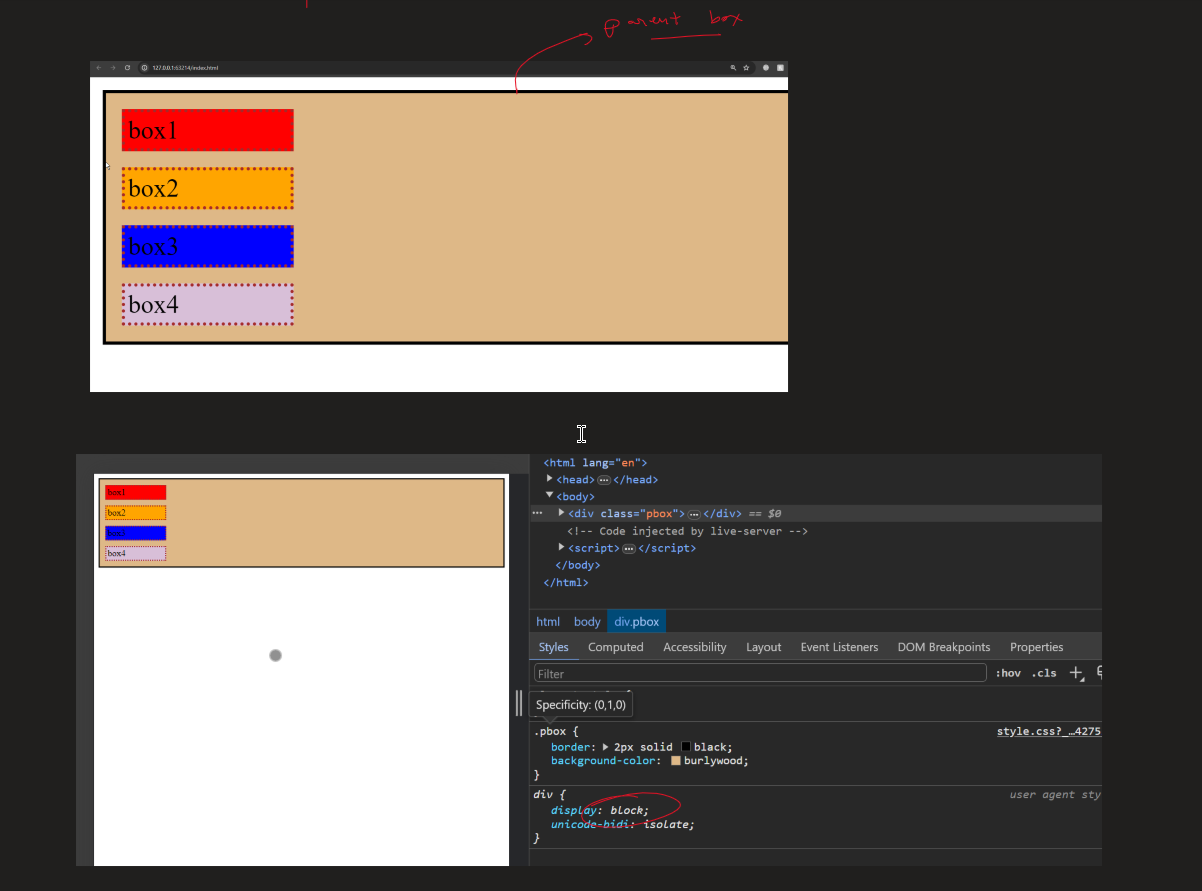 parent box
127.0.0.1:63214/index.html
box1
box2
box3
box4
box1
box2
box3
box4
<html lang="en">
<head> ... </head>
<body>
... <div class="pbox"> ... </div> == $0
<!-- Code injected by live-server -->
<script> ... </script>
</body>
</html>
html body div.pbox
Styles Computed Accessibility Layout Event Listeners DOM Breakpoints Properties
Filter :hov .cls
Specificity: (0,1,0)
.pbox { style.css?_…4275
border: 2px solid black;
background-color: burlywood;
}
div { user agent sty
display: block;
unicode-bidi: isolate;
}